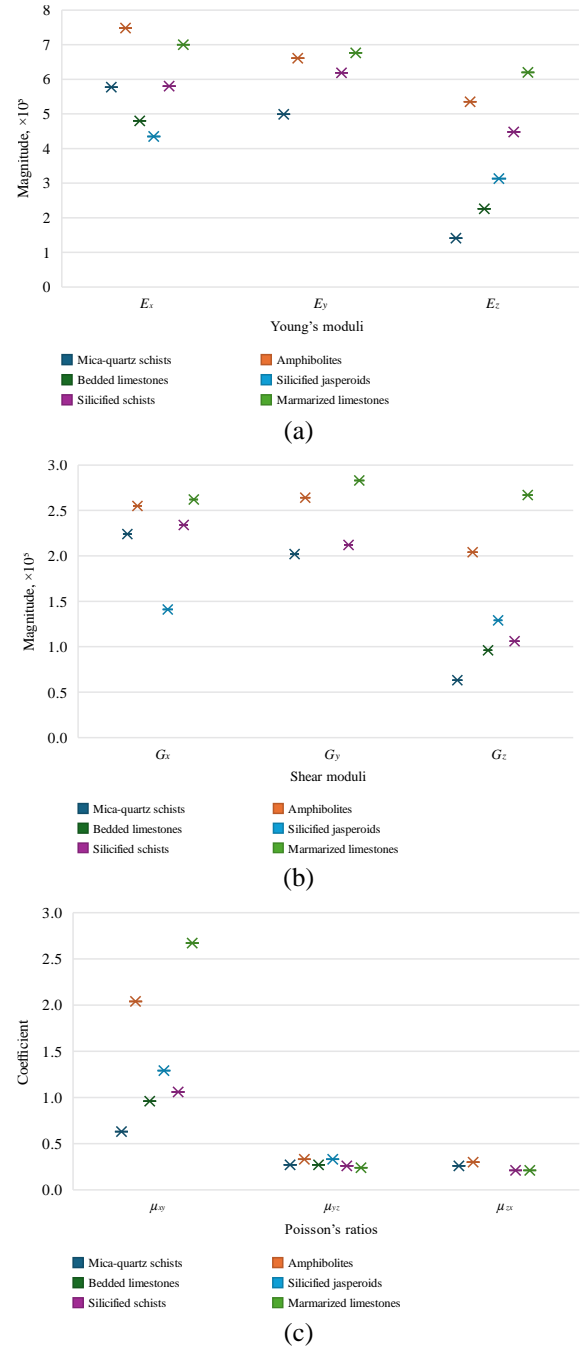 8
7
6
5
4
3
2
1
0
Magnitude, ×10⁵
Ex Ey Ez
Young's moduli
Mica-quartz schists Amphibolites
Bedded limestones Silicified jasperoids
Silicified schists Marmarized limestones
(a)
3.0
2.5
2.0
1.5
1.0
0.5
0.0
Magnitude, ×10⁵
Gx Gy Gz
Shear moduli
Mica-quartz schists Amphibolites
Bedded limestones Silicified jasperoids
Silicified schists Marmarized limestones
(b)
3.0
2.5
2.0
1.5
1.0
0.5
0.0
Coefficient
μxy μyz μzx
Poisson's ratios
Mica-quartz schists Amphibolites
Bedded limestones Silicified jasperoids
Silicified schists Marmarized limestones
(c)